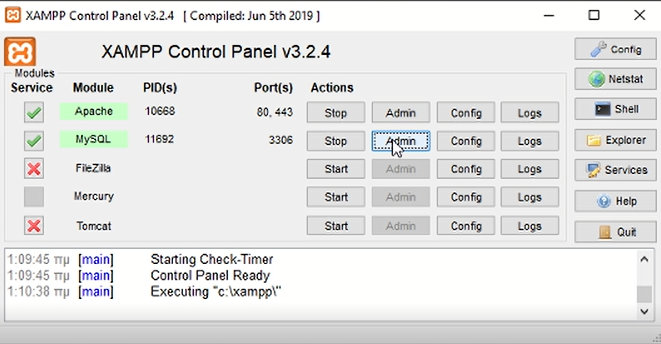 XAMPP Control Panel v3.2.4 [ Compiled: Jun 5th 2019 ]
XAMPP Control Panel v3.2.4
Config
Modules
Service Module PID(s) Port(s) Actions
Netstat
Apache 10668 80, 443 Stop Admin Config Logs
Shell
MySQL 11692 3306 Stop Admin Config Logs
Explorer
FileZilla Start Admin Config Logs
Services
Mercury Start Admin Config Logs
Help
Tomcat Start Admin Config Logs
Quit
1:09:45 πμ [main] Starting Check-Timer
1:09:45 πμ [main] Control Panel Ready
1:10:38 πμ [main] Executing "c:\xampp\"